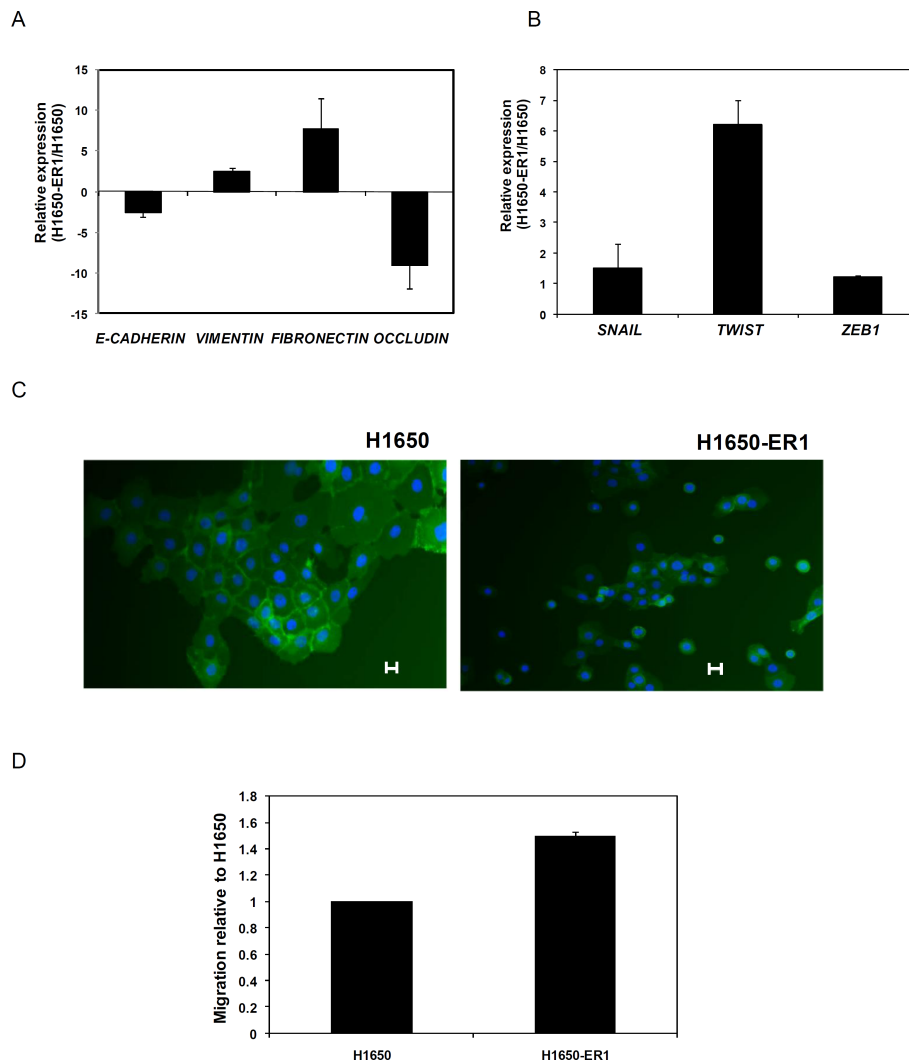 A
Relative expression
(H1650-ER1/H1650)
15
10
5
0
-5
-10
-15
E-CADHERIN VIMENTIN FIBRONECTIN OCCLUDIN
B
Relative expression
(H1650-ER1/H1650)
8
7
6
5
4
3
2
1
0
SNAIL TWIST ZEB1
C
H1650
H1650-ER1
D
Migration relative to H1650
1.8
1.6
1.4
1.2
1
0.8
0.6
0.4
0.2
0
H1650 H1650-ER1